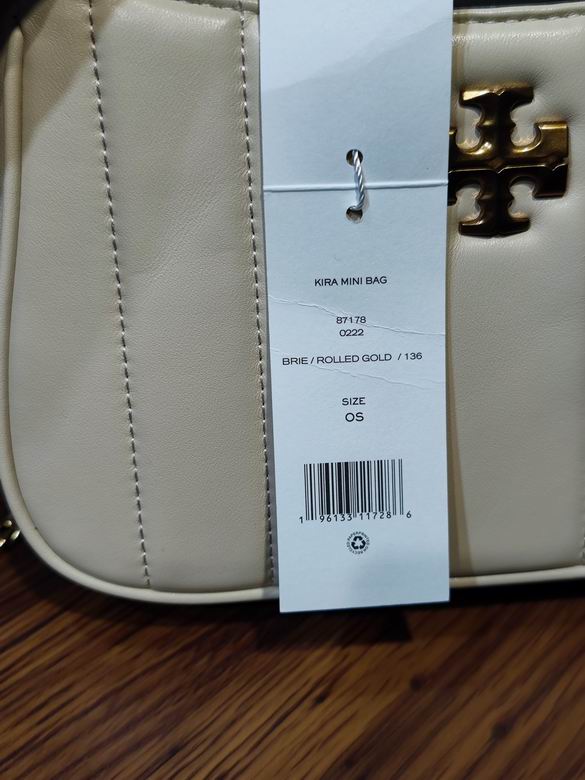 KIRA MINI BAG
87178
0222
BRIE / ROLLED GOLD / 136
SIZE
OS
1 96133 11728 6